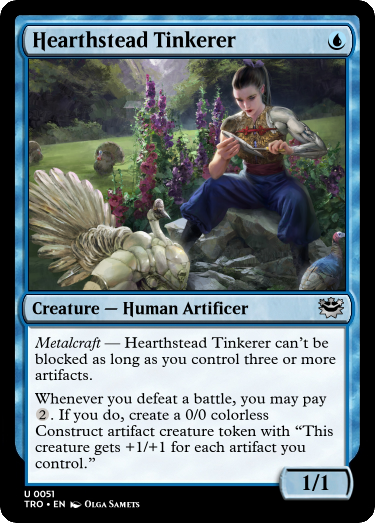 Hearthstead Tinkerer
Creature — Human Artificer
Metalcraft — Hearthstead Tinkerer can't be
blocked as long as you control three or more
artifacts.
Whenever you defeat a battle, you may pay
2. If you do, create a 0/0 colorless
Construct artifact creature token with “This
creature gets +1/+1 for each artifact you
control.”
1/1
U 0051
TRO • EN Olga Samets